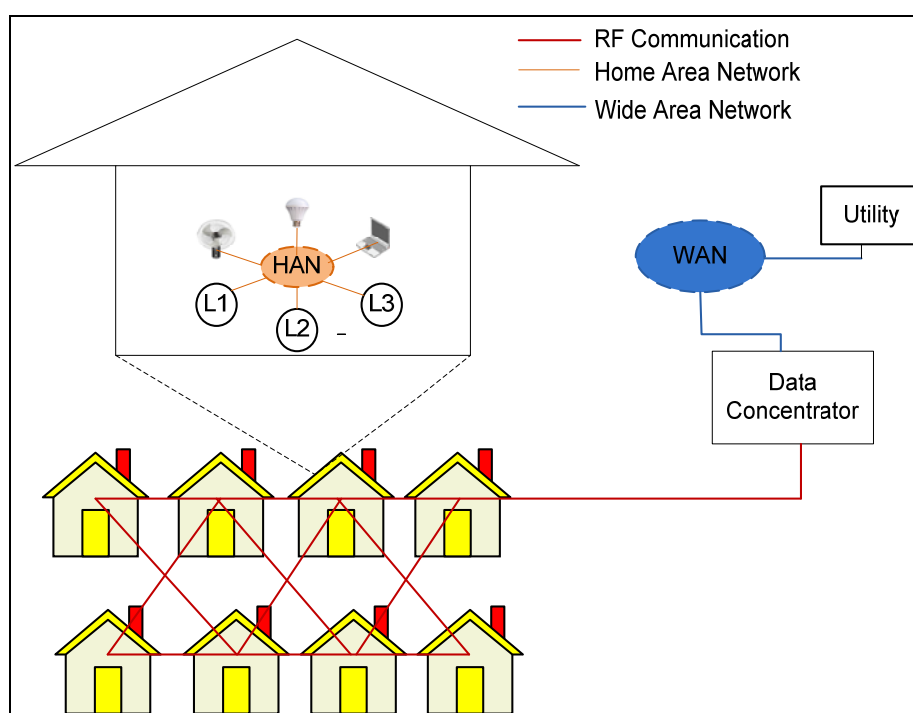 RF Communication
Home Area Network
Wide Area Network
Utility
WAN
HAN
L1
L3
L2
Data
Concentrator